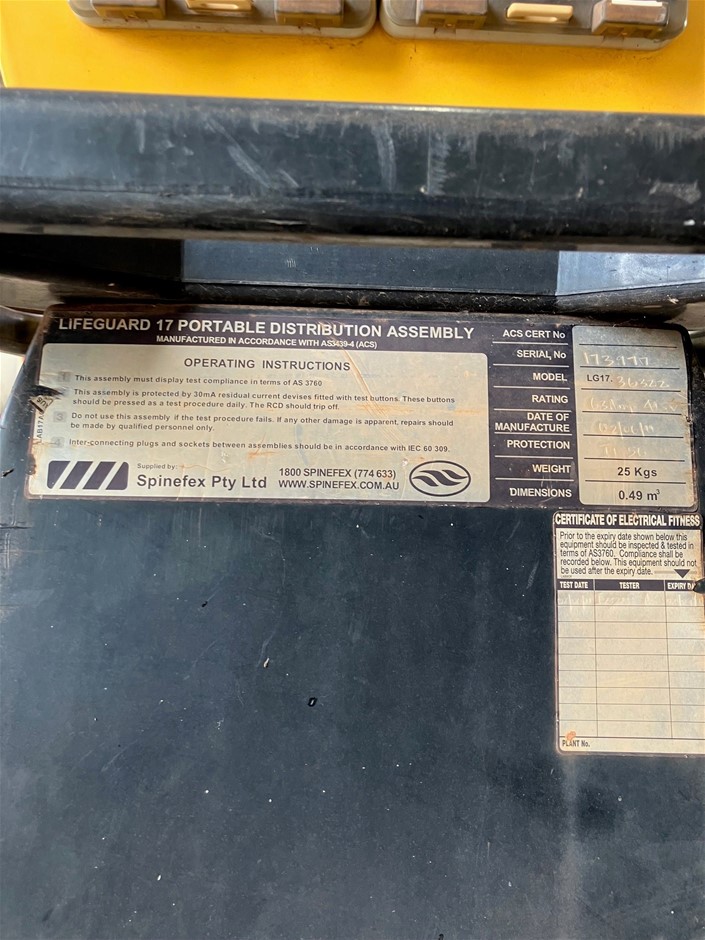 LIFEGUARD 17 PORTABLE DISTRIBUTION ASSEMBLY
MANUFACTURED IN ACCORDANCE WITH AS3439-4 (ACS)
OPERATING INSTRUCTIONS
1 This assembly must display test compliance in terms of AS 3760
This assembly is protected by 30mA residual current devises fitted with test buttons. These buttons
should be pressed as a test procedure daily. The RCD should trip off.
3 Do not use this assembly if the test procedure fails. If any other damage is apparent, repairs should
be made by qualified personnel only.
4 Inter-connecting plugs and sockets between assemblies should be in accordance with IEC 60 309.
Supplied by:
Spinefex Pty Ltd
1800 SPINEFEX (774 633)
WWW.SPINEFEX.COM.AU
ACS CERT No
SERIAL No
MODEL LG17. 36322
RATING
DATE OF
MANUFACTURE
PROTECTION
WEIGHT 25 Kgs
DIMENSIONS 0.49 m³
CERTIFICATE OF ELECTRICAL FITNESS
Prior to the expiry date shown below this
equipment should be inspected & tested in
terms of AS3760. Compliance shall be
recorded below. This equipment should not
be used after the expiry date.
TEST DATE TESTER EXPIRY
PLANT No.